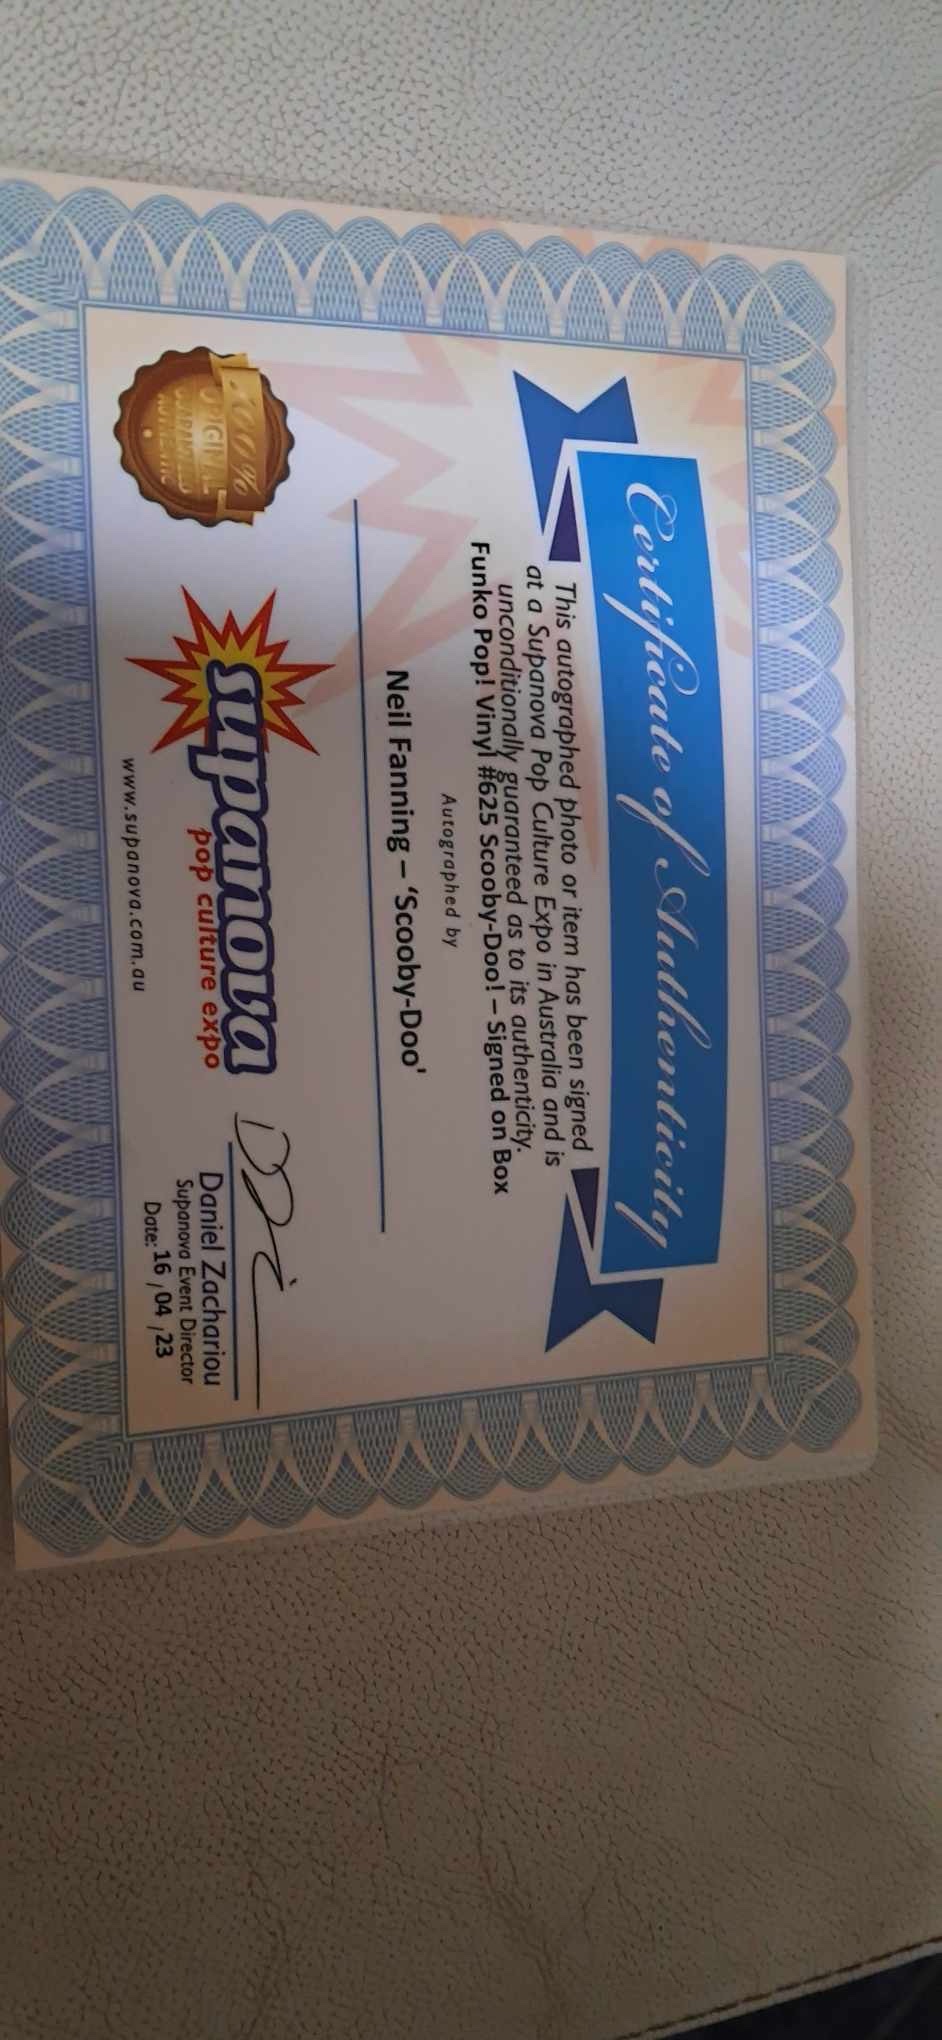 Certificate of Authenticity
This autographed photo or item has been signed
at a Supanova Pop Culture Expo in Australia and is
unconditionally guaranteed as to its authenticity.
Funko Pop! Vinyl #625 Scooby-Doo! – Signed on Box
Autographed by
Neil Fanning – ‘Scooby-Doo'
100%
ORIGINAL
GUARANTEED
supanova
pop culture expo
www.supanova.com.au
Daniel Zachariou
Supanova Event Director
Date: 16 / 04 / 23